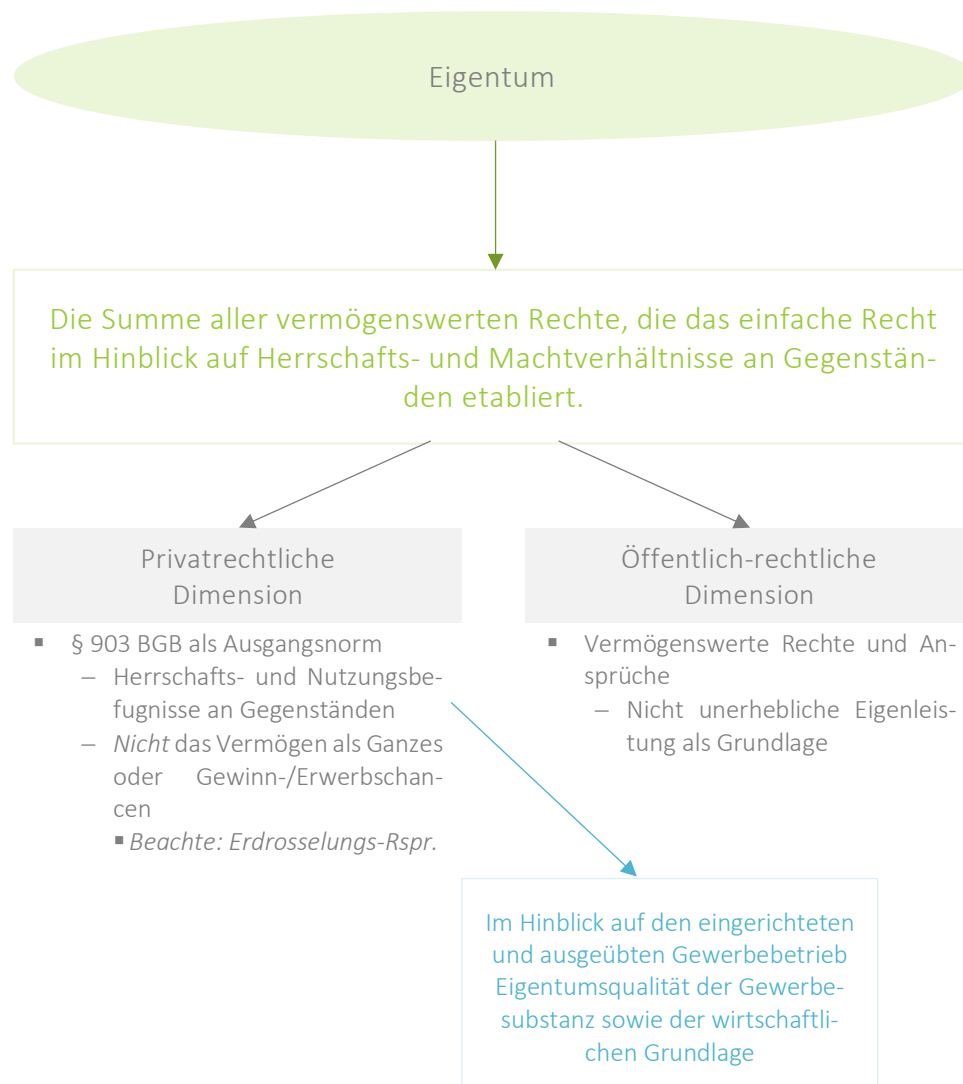 Eigentum
Die Summe aller vermögenswerten Rechte, die das einfache Recht
im Hinblick auf Herrschafts- und Machtverhältnisse an Gegenstän-
den etabliert.
Privatrechtliche
Dimension
▪ § 903 BGB als Ausgangsnorm
– Herrschafts- und Nutzungsbe-
fugnisse an Gegenständen
– Nicht das Vermögen als Ganzes
oder Gewinn-/Erwerbschan-
cen
▪ Beachte: Erdrosselungs-Rspr.
Öffentlich-rechtliche
Dimension
▪ Vermögenswerte Rechte und An-
sprüche
– Nicht unerhebliche Eigenleis-
tung als Grundlage
Im Hinblick auf den eingerichteten
und ausgeübten Gewerbebetrieb
Eigentumsqualität der Gewerbe-
substanz sowie der wirtschaftli-
chen Grundlage